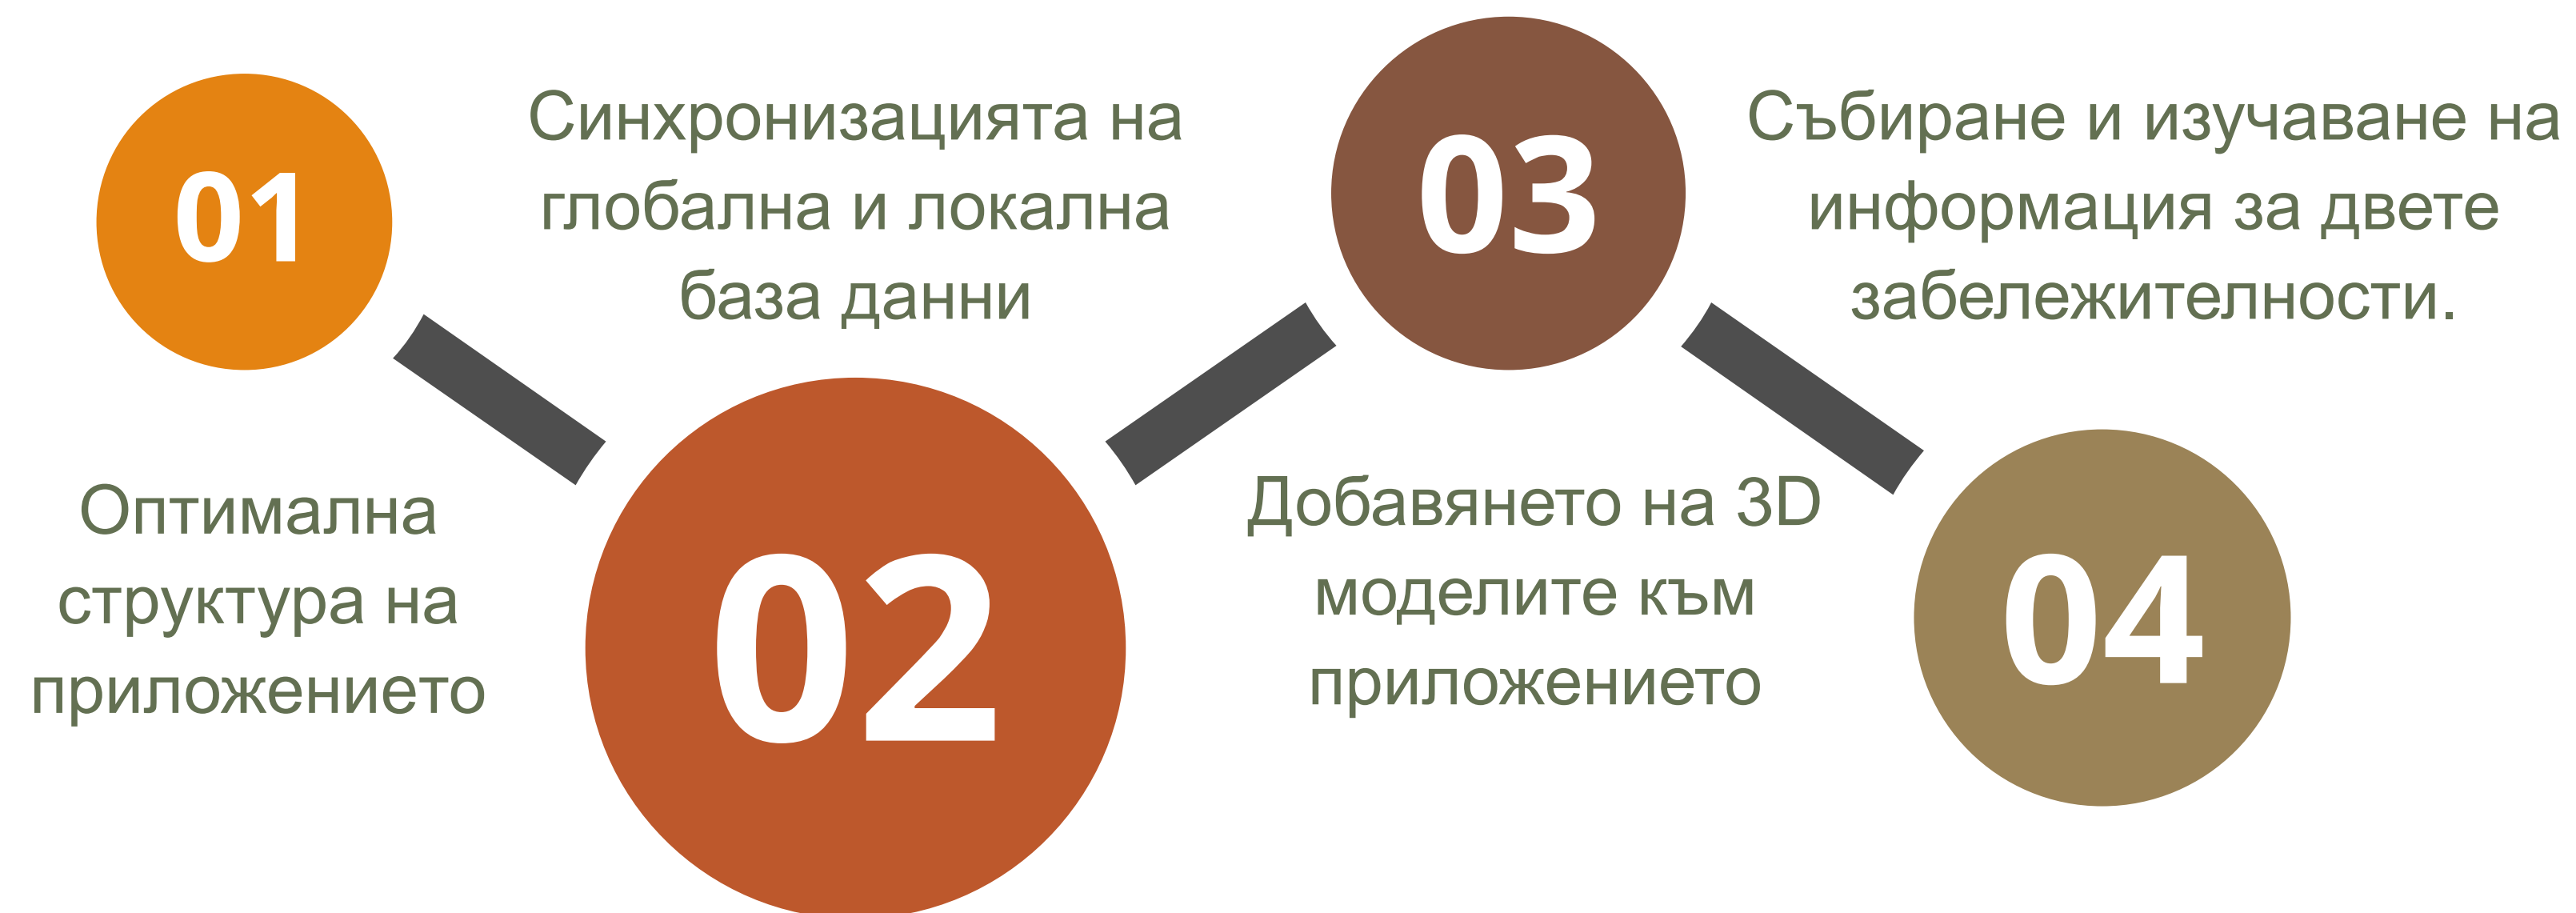 01
Оптимална
структура на
приложението
Синхронизацията на
глобална и локална
база данни
02
03
Добавянето на 3D
моделите към
приложението
Събиране и изучаване на
информация за двете
забележителности.
04